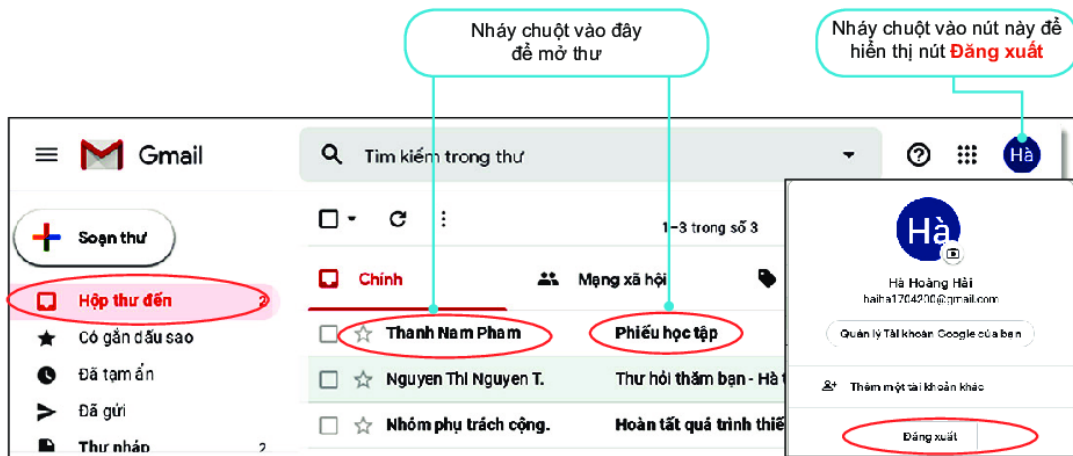 Nháy chuột vào đây
để mở thư
Nháy chuột vào nút này để
hiển thị nút Đăng xuất
Gmail
Tìm kiếm trong thư
Hà
Soạn thư
1–3 trong số 3
Hà
Chính
Mạng xã hội
Hà Hoàng Hải
haiha1704200@gmail.com
Hộp thư đến 2
Thanh Nam Pham Phiếu học tập
Quản lý Tài khoản Google của bạn
Có gắn dấu sao
Đã tạm ẩn
Nguyen Thi Nguyen T. Thư hỏi thăm bạn - Hà t
Thêm một tài khoản khác
Đã gửi
Nhóm phụ trách cộng. Hoàn tất quá trình thiế
Đăng xuất
Thư nháp 2